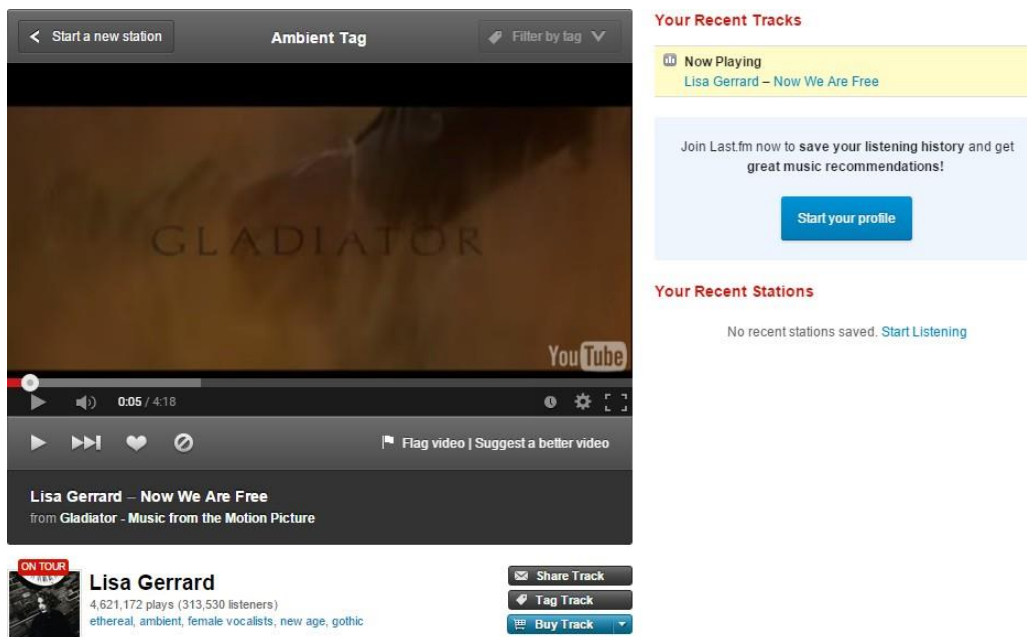 Start a new station
Ambient Tag
Filter by tag
GLADIATOR
YouTube
0:05 / 4:18
Flag video | Suggest a better video
Lisa Gerrard – Now We Are Free
from Gladiator - Music from the Motion Picture
ON TOUR
Lisa Gerrard
4,621,172 plays (313,530 listeners)
ethereal, ambient, female vocalists, new age, gothic
Share Track
Tag Track
Buy Track
Your Recent Tracks
Now Playing
Lisa Gerrard – Now We Are Free
Join Last.fm now to save your listening history and get
great music recommendations!
Start your profile
Your Recent Stations
No recent stations saved. Start Listening